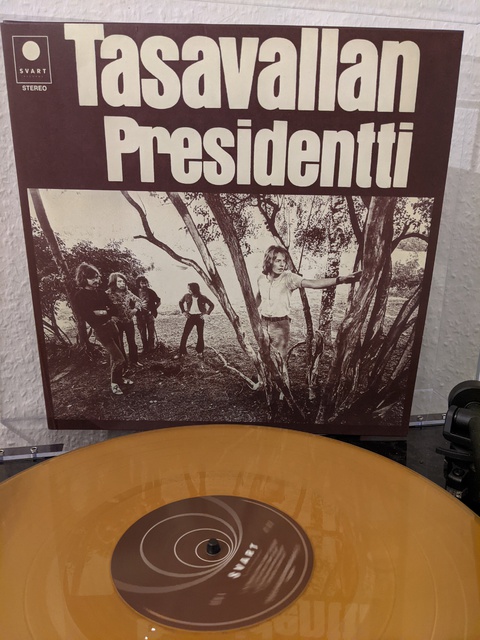 Tasavallan
Presidentti
SVART
STEREO
SVART